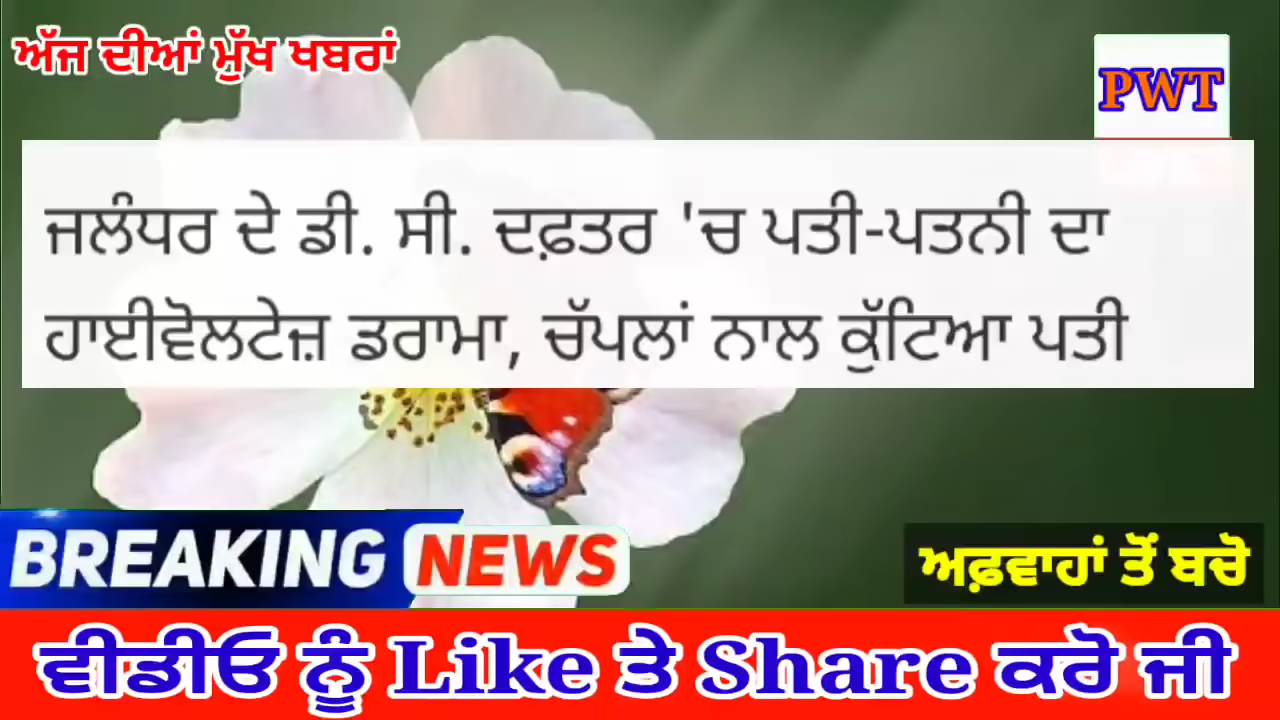 ਅੱਜ ਦੀਆਂ ਮੁੱਖ ਖਬਰਾਂ
PWT
ਜਲੰਧਰ ਦੇ ਡੀ. ਸੀ. ਦਫ਼ਤਰ 'ਚ ਪਤੀ-ਪਤਨੀ ਦਾ
ਹਾਈਵੋਲਟੇਜ਼ ਡਰਾਮਾ, ਚੱਪਲਾਂ ਨਾਲ ਕੁੱਟਿਆ ਪਤੀ
BREAKING NEWS
ਅਫ਼ਵਾਹਾਂ ਤੋਂ ਬਚੋ
ਵੀਡੀਓ ਨੂੰ Like ਤੇ Share ਕਰੋ ਜੀ